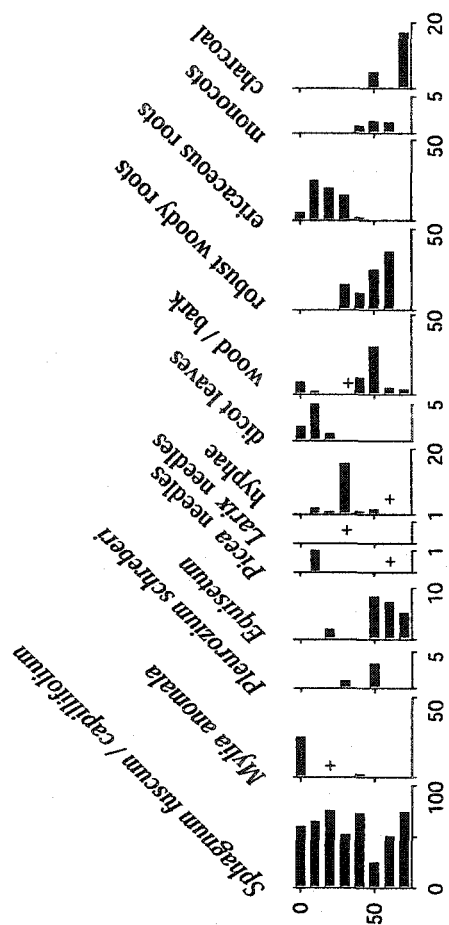 Sphagnum fuscum / capillifolium
Mylia anomala
Pleurozium schreberi
Equisetum
Picea needles
Larix needles
hyphae
dicot leaves
wood / bark
robust woody roots
ericaceous roots
monocots
charcoal
0
50
0 100 50 5 10 1 1 20 5 50 50 50 5 0 20